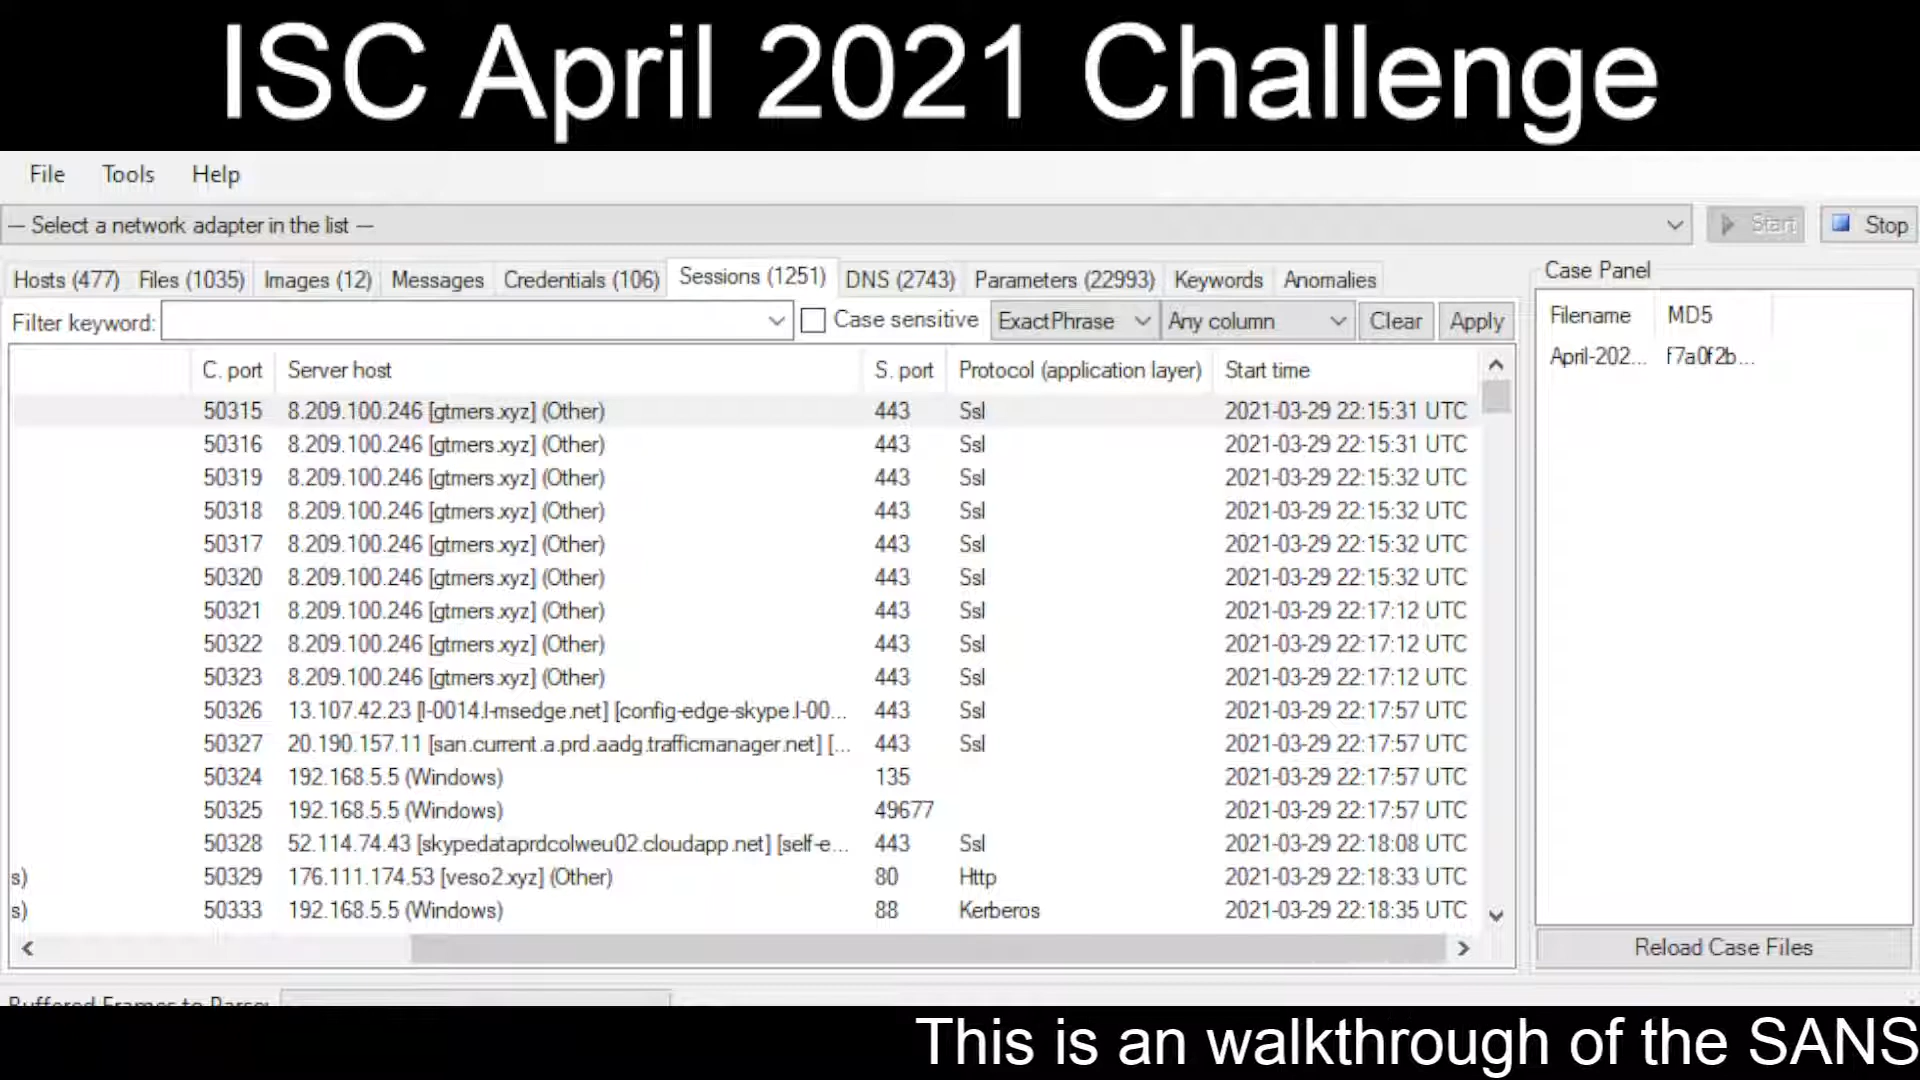 ISC April 2021 Challenge
File Tools Help
— Select a network adapter in the list — Start Stop
Hosts (477) Files (1035) Images (12) Messages Credentials (106) Sessions (1251) DNS (2743) Parameters (22993) Keywords Anomalies Case Panel
Filter keyword: Case sensitive ExactPhrase Any column Clear Apply Filename MD5
April-202... f7a0f2b...
C. port Server host S. port Protocol (application layer) Start time
50315 8.209.100.246 [gtmers.xyz] (Other) 443 Ssl 2021-03-29 22:15:31 UTC
50316 8.209.100.246 [gtmers.xyz] (Other) 443 Ssl 2021-03-29 22:15:31 UTC
50319 8.209.100.246 [gtmers.xyz] (Other) 443 Ssl 2021-03-29 22:15:32 UTC
50318 8.209.100.246 [gtmers.xyz] (Other) 443 Ssl 2021-03-29 22:15:32 UTC
50317 8.209.100.246 [gtmers.xyz] (Other) 443 Ssl 2021-03-29 22:15:32 UTC
50320 8.209.100.246 [gtmers.xyz] (Other) 443 Ssl 2021-03-29 22:15:32 UTC
50321 8.209.100.246 [gtmers.xyz] (Other) 443 Ssl 2021-03-29 22:17:12 UTC
50322 8.209.100.246 [gtmers.xyz] (Other) 443 Ssl 2021-03-29 22:17:12 UTC
50323 8.209.100.246 [gtmers.xyz] (Other) 443 Ssl 2021-03-29 22:17:12 UTC
50326 13.107.42.23 [l-0014.l-msedge.net] [config-edge-skype.l-00... 443 Ssl 2021-03-29 22:17:57 UTC
50327 20.190.157.11 [san.current.a.prd.aadg.trafficmanager.net] [... 443 Ssl 2021-03-29 22:17:57 UTC
50324 192.168.5.5 (Windows) 135 2021-03-29 22:17:57 UTC
50325 192.168.5.5 (Windows) 49677 2021-03-29 22:17:57 UTC
50328 52.114.74.43 [skypedataprdcolweu02.cloudapp.net] [self-e... 443 Ssl 2021-03-29 22:18:08 UTC
s) 50329 176.111.174.53 [veso2.xyz] (Other) 80 Http 2021-03-29 22:18:33 UTC
s) 50333 192.168.5.5 (Windows) 88 Kerberos 2021-03-29 22:18:35 UTC
Reload Case Files
Buffered Frames to Parse:
This is an walkthrough of the SANS